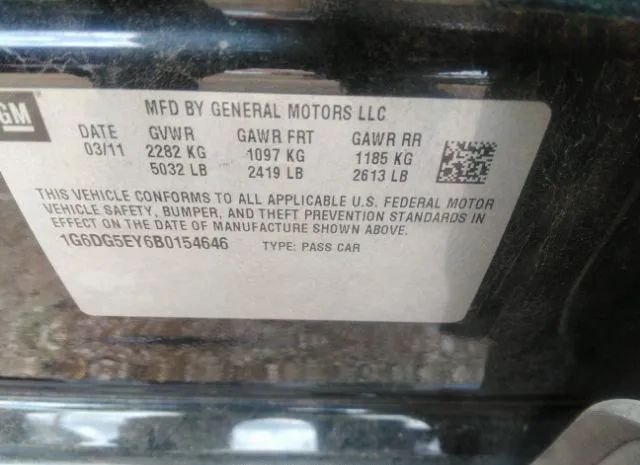 GM
MFD BY GENERAL MOTORS LLC
DATE GVWR GAWR FRT GAWR RR
03/11 2282 KG 1097 KG 1185 KG
5032 LB 2419 LB 2613 LB
THIS VEHICLE CONFORMS TO ALL APPLICABLE U.S. FEDERAL MOTOR
VEHICLE SAFETY, BUMPER, AND THEFT PREVENTION STANDARDS IN
EFFECT ON THE DATE OF MANUFACTURE SHOWN ABOVE.
1G6DG5EY6B0154646 TYPE: PASS CAR